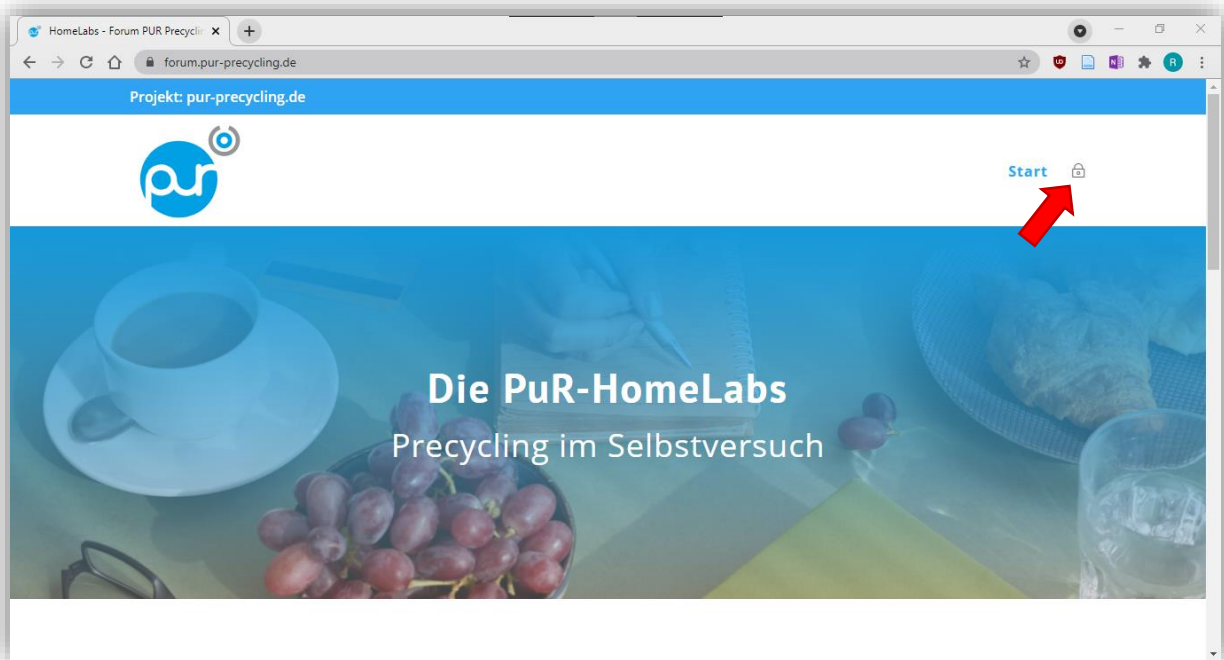 HomeLabs - Forum PUR Precyclin
forum.pur-precycling.de
R
Projekt: pur-precycling.de
pur
Start
Die PuR-HomeLabs
Precycling im Selbstversuch